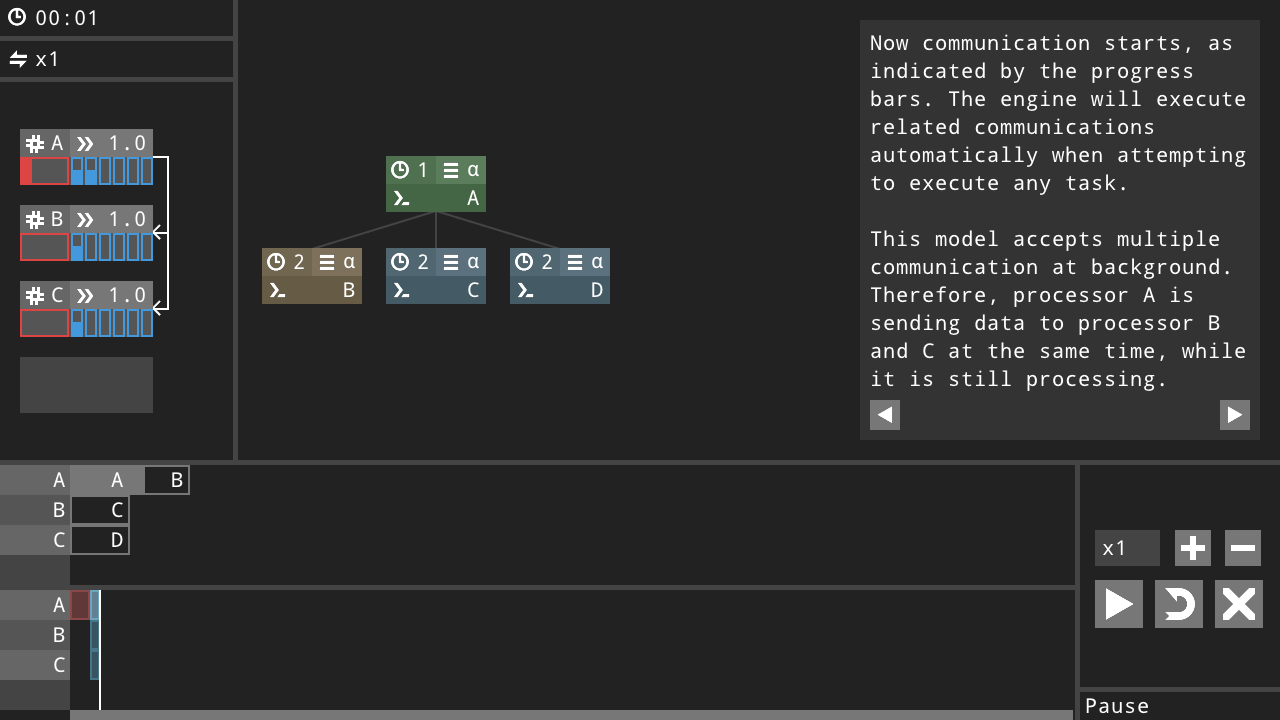 00:01
x1
A 1.0
B 1.0
C 1.0
1 α
A
2 α
B
2 α
C
2 α
D
Now communication starts, as
indicated by the progress
bars. The engine will execute
related communications
automatically when attempting
to execute any task.
This model accepts multiple
communication at background.
Therefore, processor A is
sending data to processor B
and C at the same time, while
it is still processing.
A A B
B C
C D
A
B
C
x1
Pause